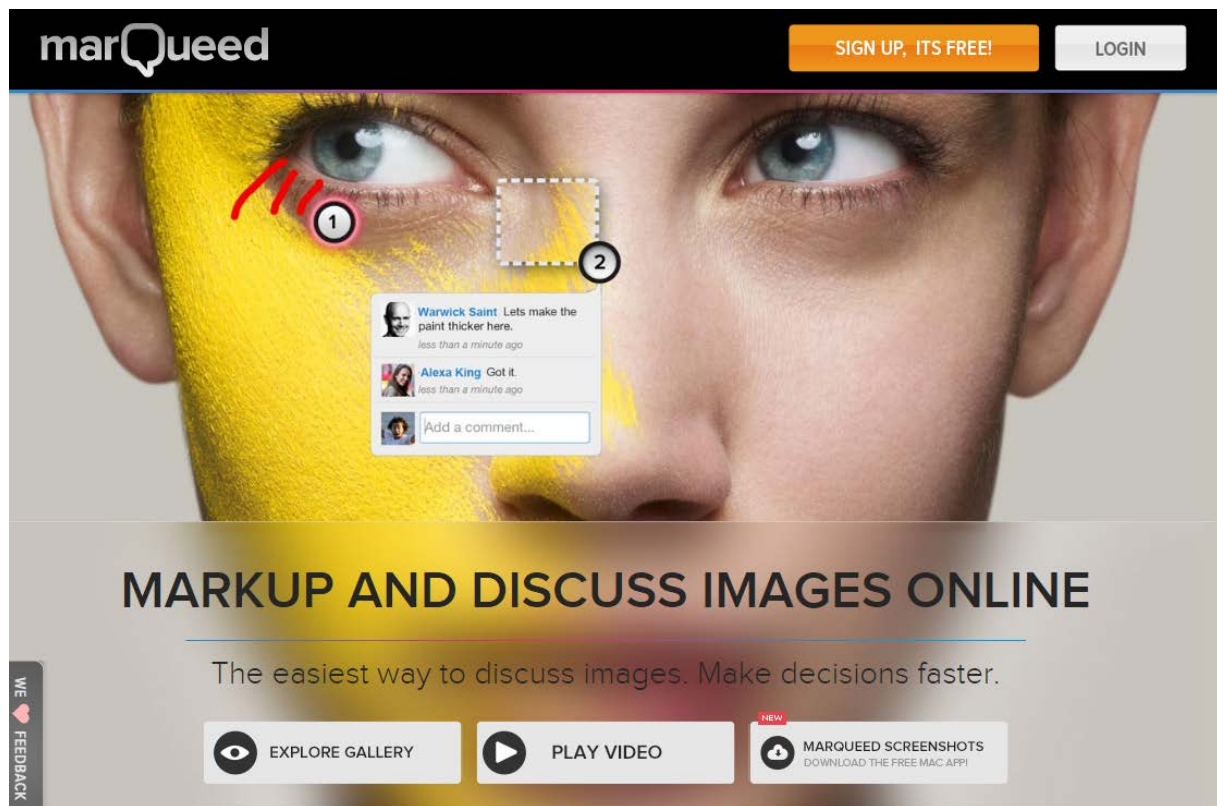 marQueed
SIGN UP, ITS FREE!
LOGIN
1
2
Warwick Saint Lets make the
paint thicker here.
less than a minute ago
Alexa King Got it.
less than a minute ago
Add a comment...
MARKUP AND DISCUSS IMAGES ONLINE
The easiest way to discuss images. Make decisions faster.
WE FEEDBACK
EXPLORE GALLERY
PLAY VIDEO
NEW
MARQUEED SCREENSHOTS
DOWNLOAD THE FREE MAC APP!